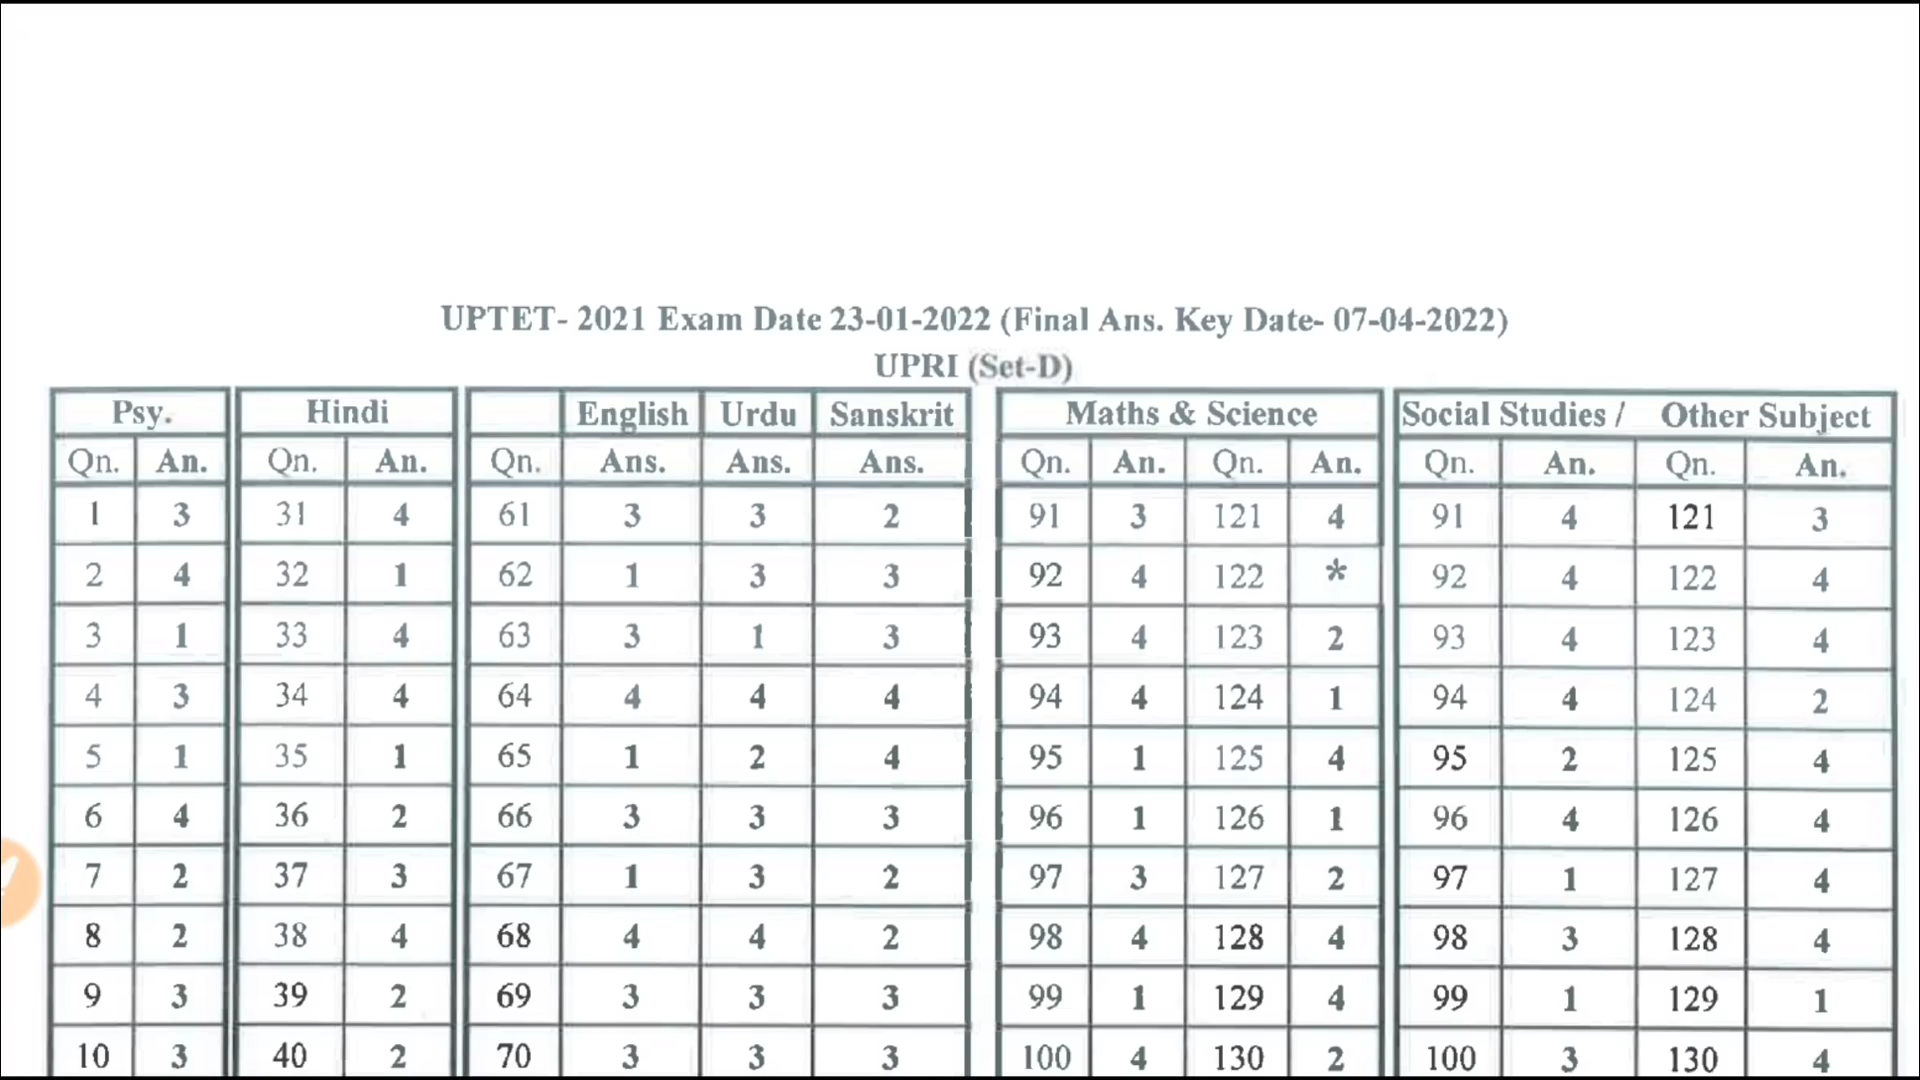 UPTET- 2021 Exam Date 23-01-2022 (Final Ans. Key Date- 07-04-2022)
UPRI (Set-D)
Psy. Hindi English Urdu Sanskrit Maths & Science Social Studies / Other Subject
Qn. An. Qn. An. Qn. Ans. Ans. Ans. Qn. An. Qn. An. Qn. An. Qn. An.
1 3 31 4 61 3 3 2 91 3 121 4 91 4 121 3
2 4 32 1 62 1 3 3 92 4 122 * 92 4 122 4
3 1 33 4 63 3 1 3 93 4 123 2 93 4 123 4
4 3 34 4 64 4 4 4 94 4 124 1 94 4 124 2
5 1 35 1 65 1 2 4 95 1 125 4 95 2 125 4
6 4 36 2 66 3 3 3 96 1 126 1 96 4 126 4
7 2 37 3 67 1 3 2 97 3 127 2 97 1 127 4
8 2 38 4 68 4 4 2 98 4 128 4 98 3 128 4
9 3 39 2 69 3 3 3 99 1 129 4 99 1 129 1
10 3 40 2 70 3 3 3 100 4 130 2 100 3 130 4